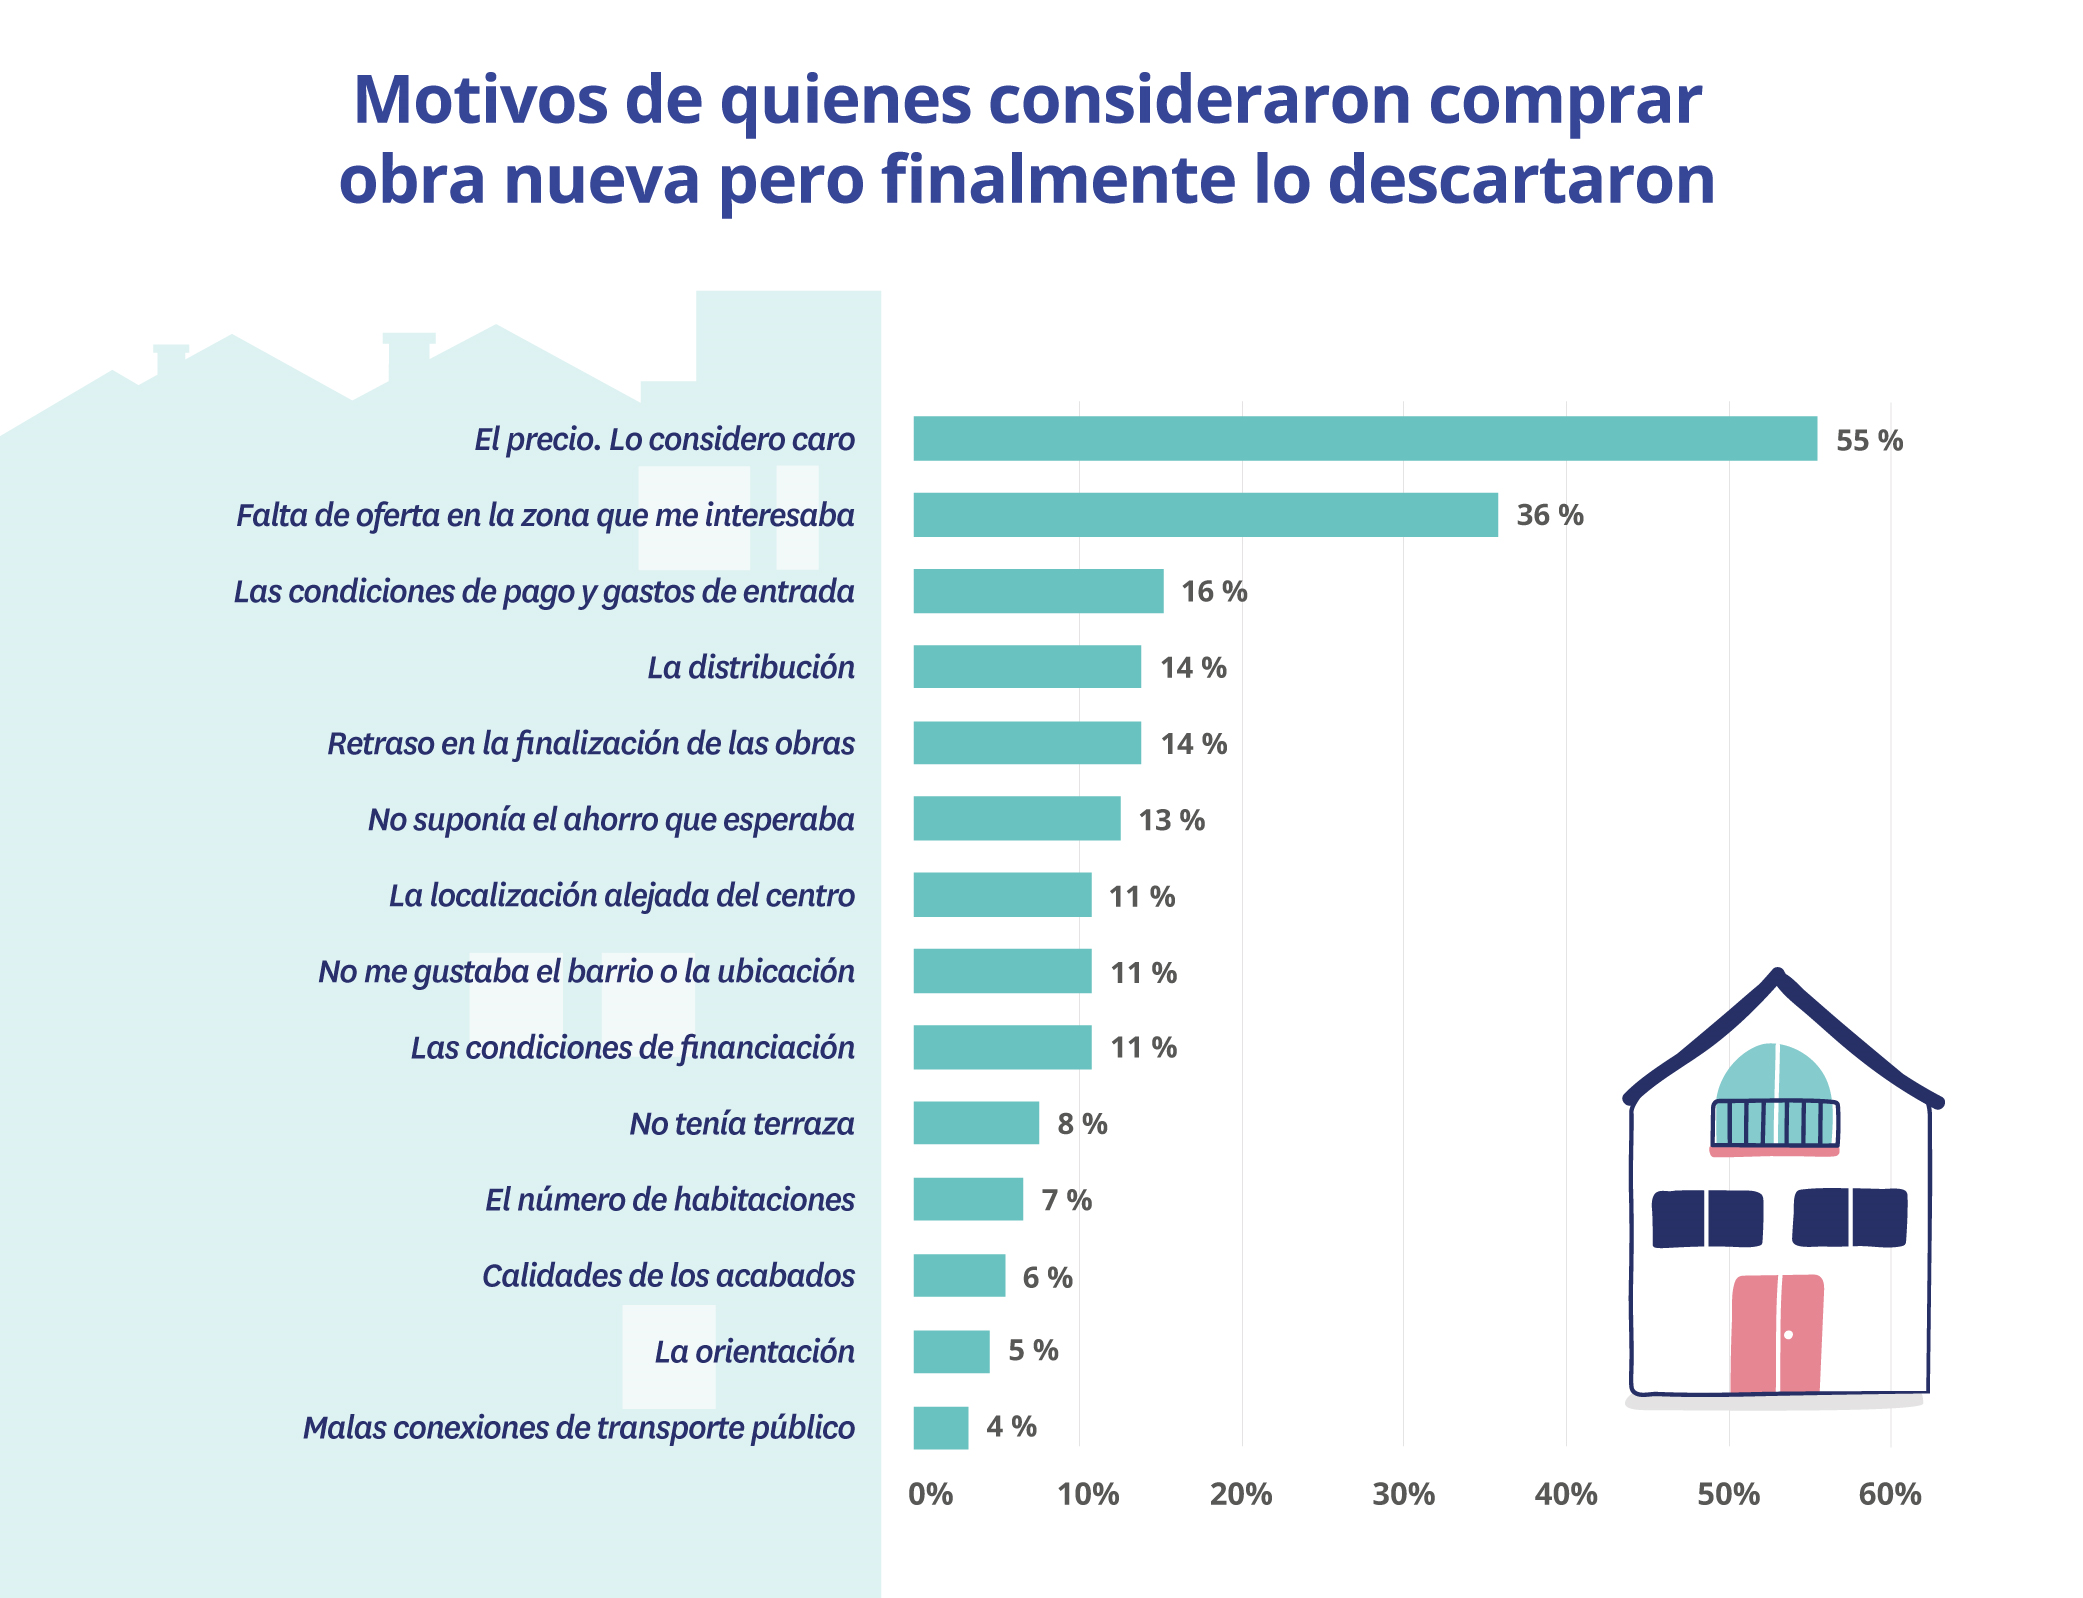 Motivos de quienes consideraron comprar
obra nueva pero finalmente lo descartaron
El precio. Lo considero caro 55 %
Falta de oferta en la zona que me interesaba 36 %
Las condiciones de pago y gastos de entrada 16 %
La distribución 14 %
Retraso en la finalización de las obras 14 %
No suponía el ahorro que esperaba 13 %
La localización alejada del centro 11 %
No me gustaba el barrio o la ubicación 11 %
Las condiciones de financiación 11 %
No tenía terraza 8 %
El número de habitaciones 7 %
Calidades de los acabados 6 %
La orientación 5 %
Malas conexiones de transporte público 4 %
0% 10% 20% 30% 40% 50% 60%